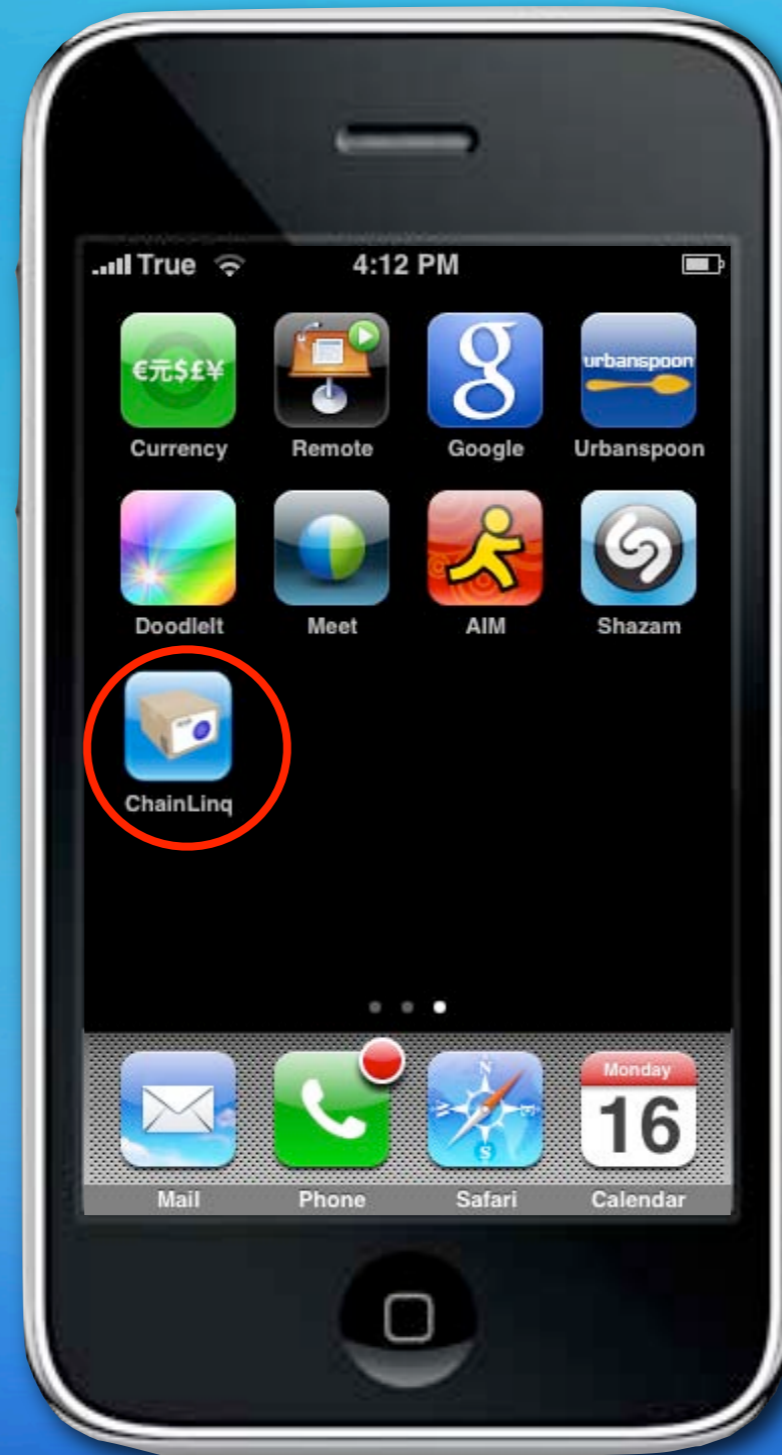 True 4:12 PM
€元$£¥
g
urbanspoon
Currency Remote Google Urbanspoon
DoodleIt Meet AIM Shazam
ChainLinq
Monday
16
N
S
Mail Phone Safari Calendar